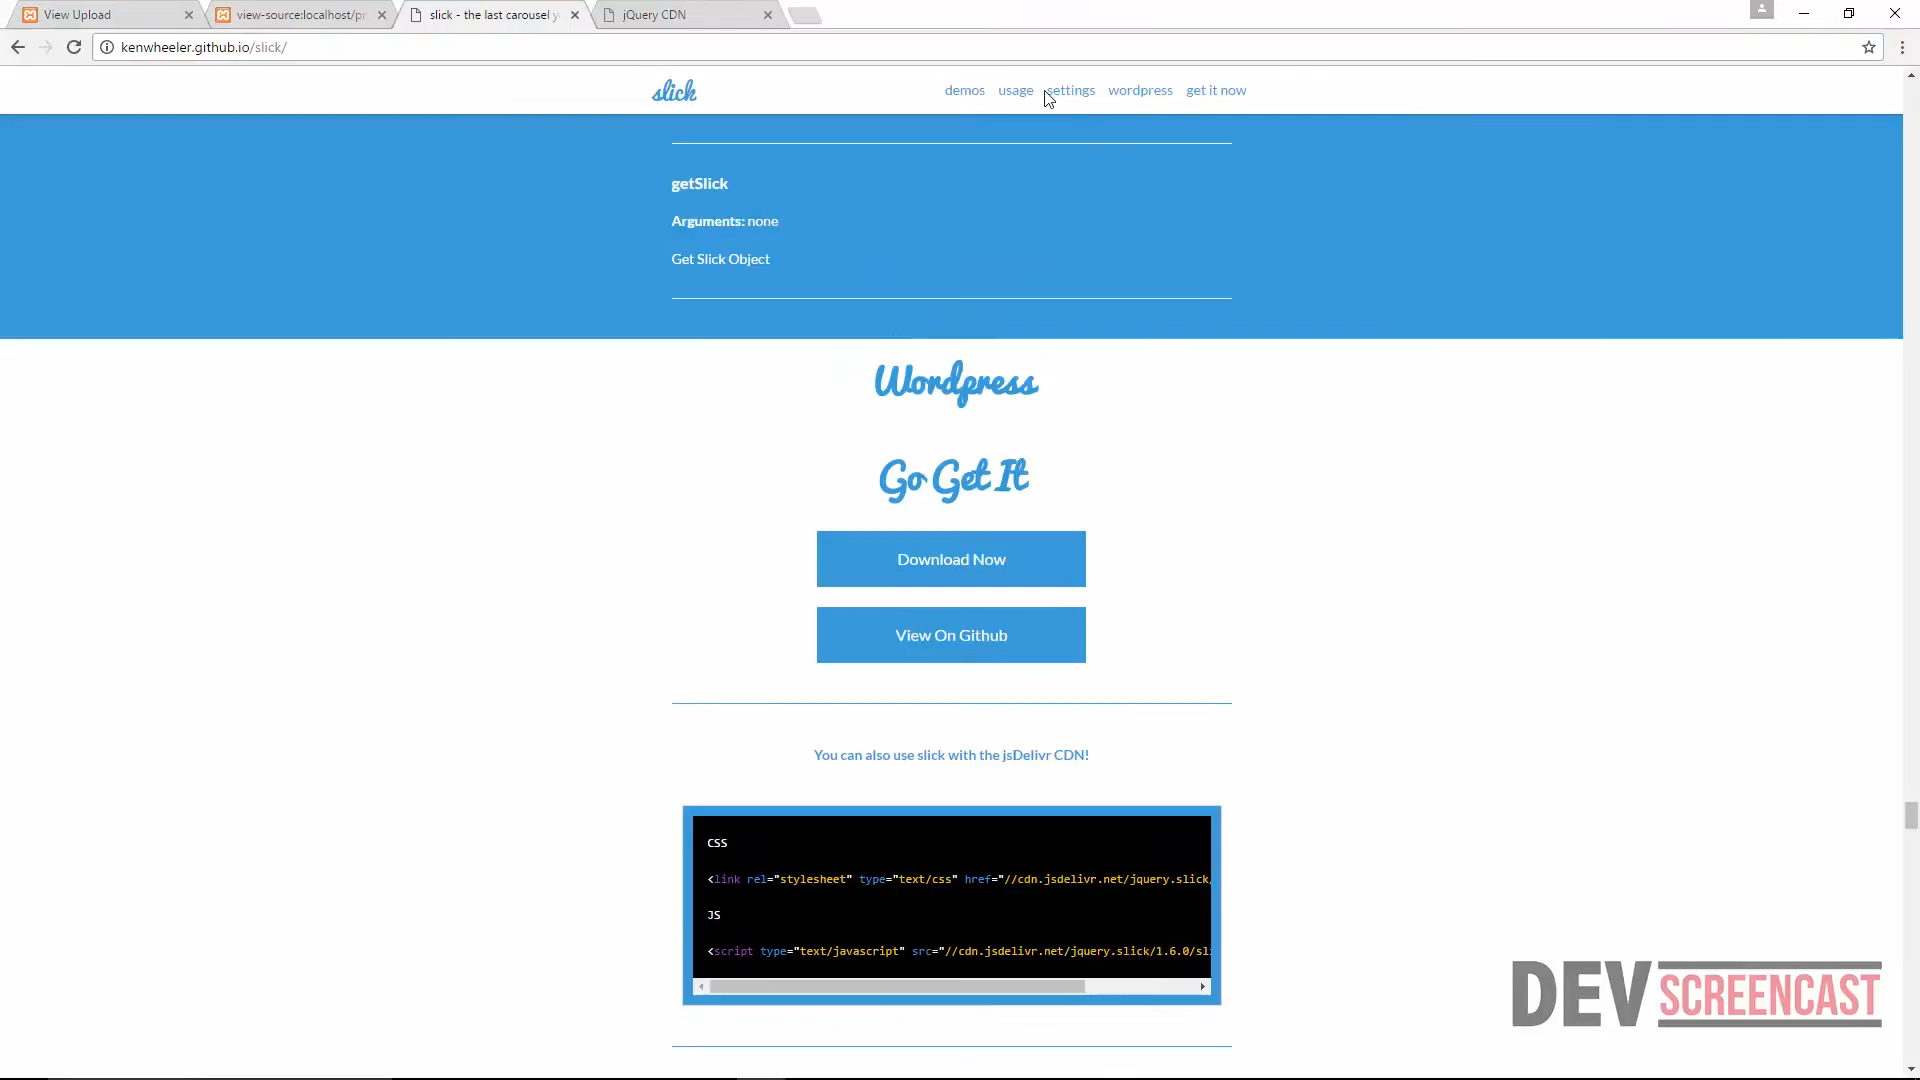 View Upload
view-source:localhost/pr
slick - the last carousel y
jQuery CDN
kenwheeler.github.io/slick/
slick
demos usage settings wordpress get it now
getSlick
Arguments: none
Get Slick Object
Wordpress
Go Get It
Download Now
View On Github
You can also use slick with the jsDelivr CDN!
CSS
<link rel="stylesheet" type="text/css" href="//cdn.jsdelivr.net/jquery.slick/
JS
<script type="text/javascript" src="//cdn.jsdelivr.net/jquery.slick/1.6.0/sli
DEV SCREENCAST